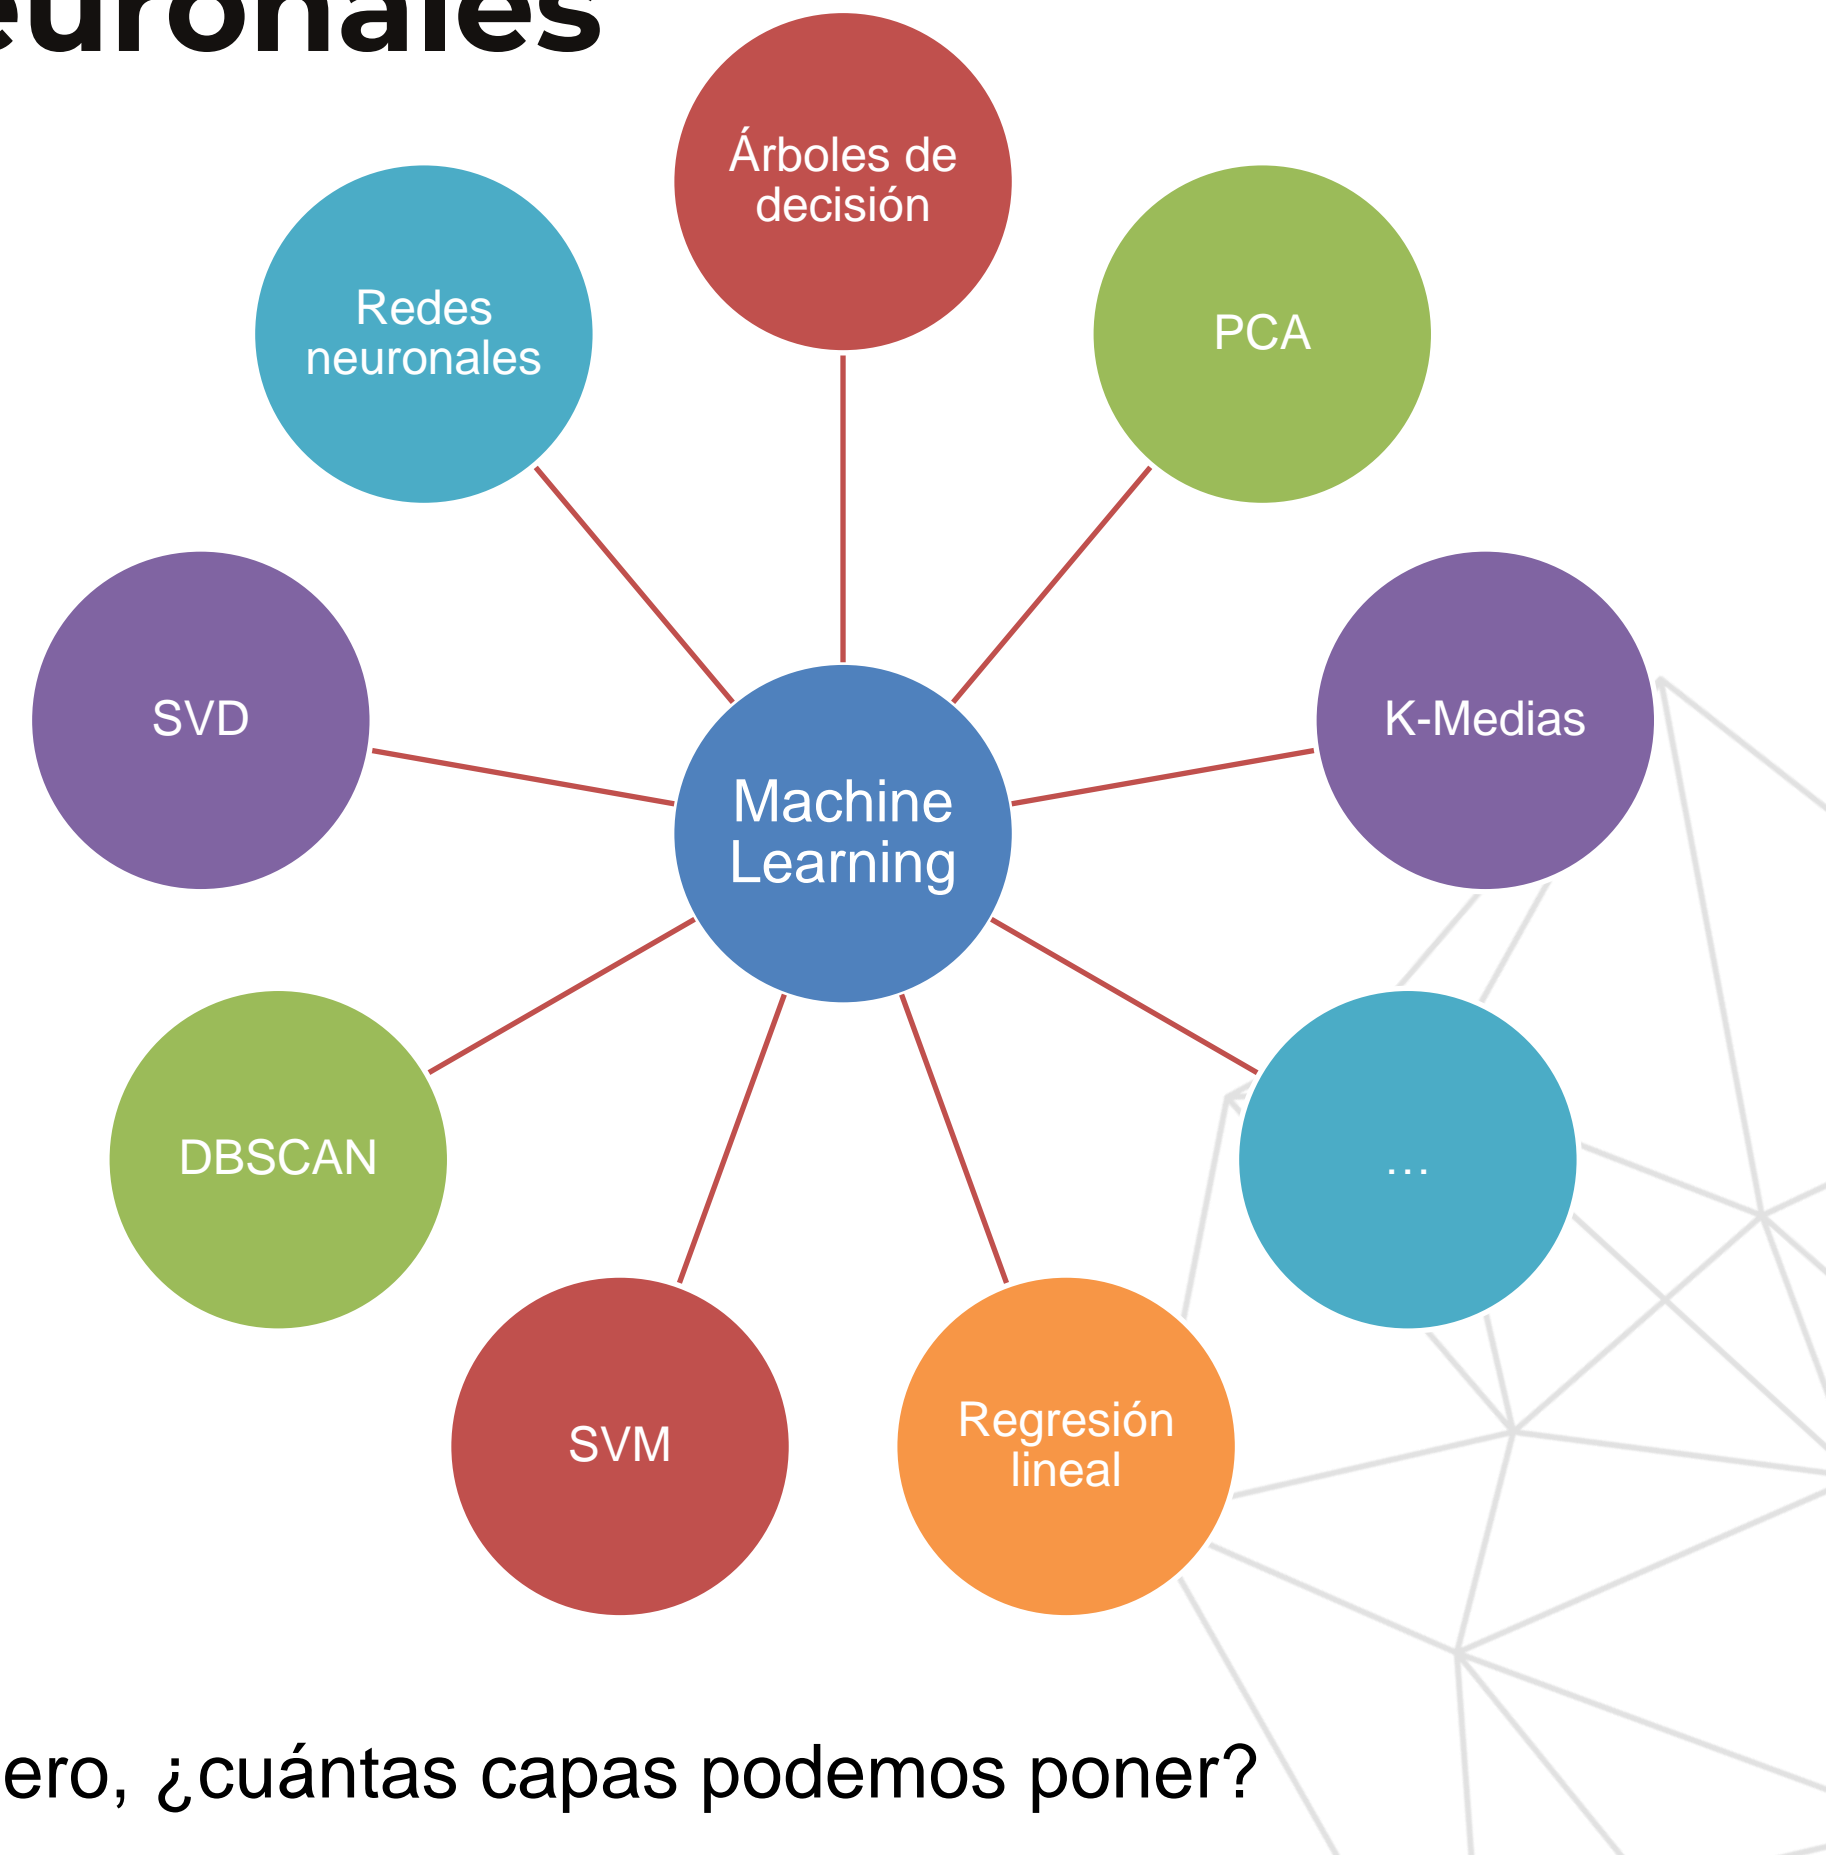 euronales
Árboles de
decisión
Redes
neuronales
PCA
SVD
K-Medias
Machine
Learning
DBSCAN
...
SVM
Regresión
lineal
ero, ¿cuántas capas podemos poner?